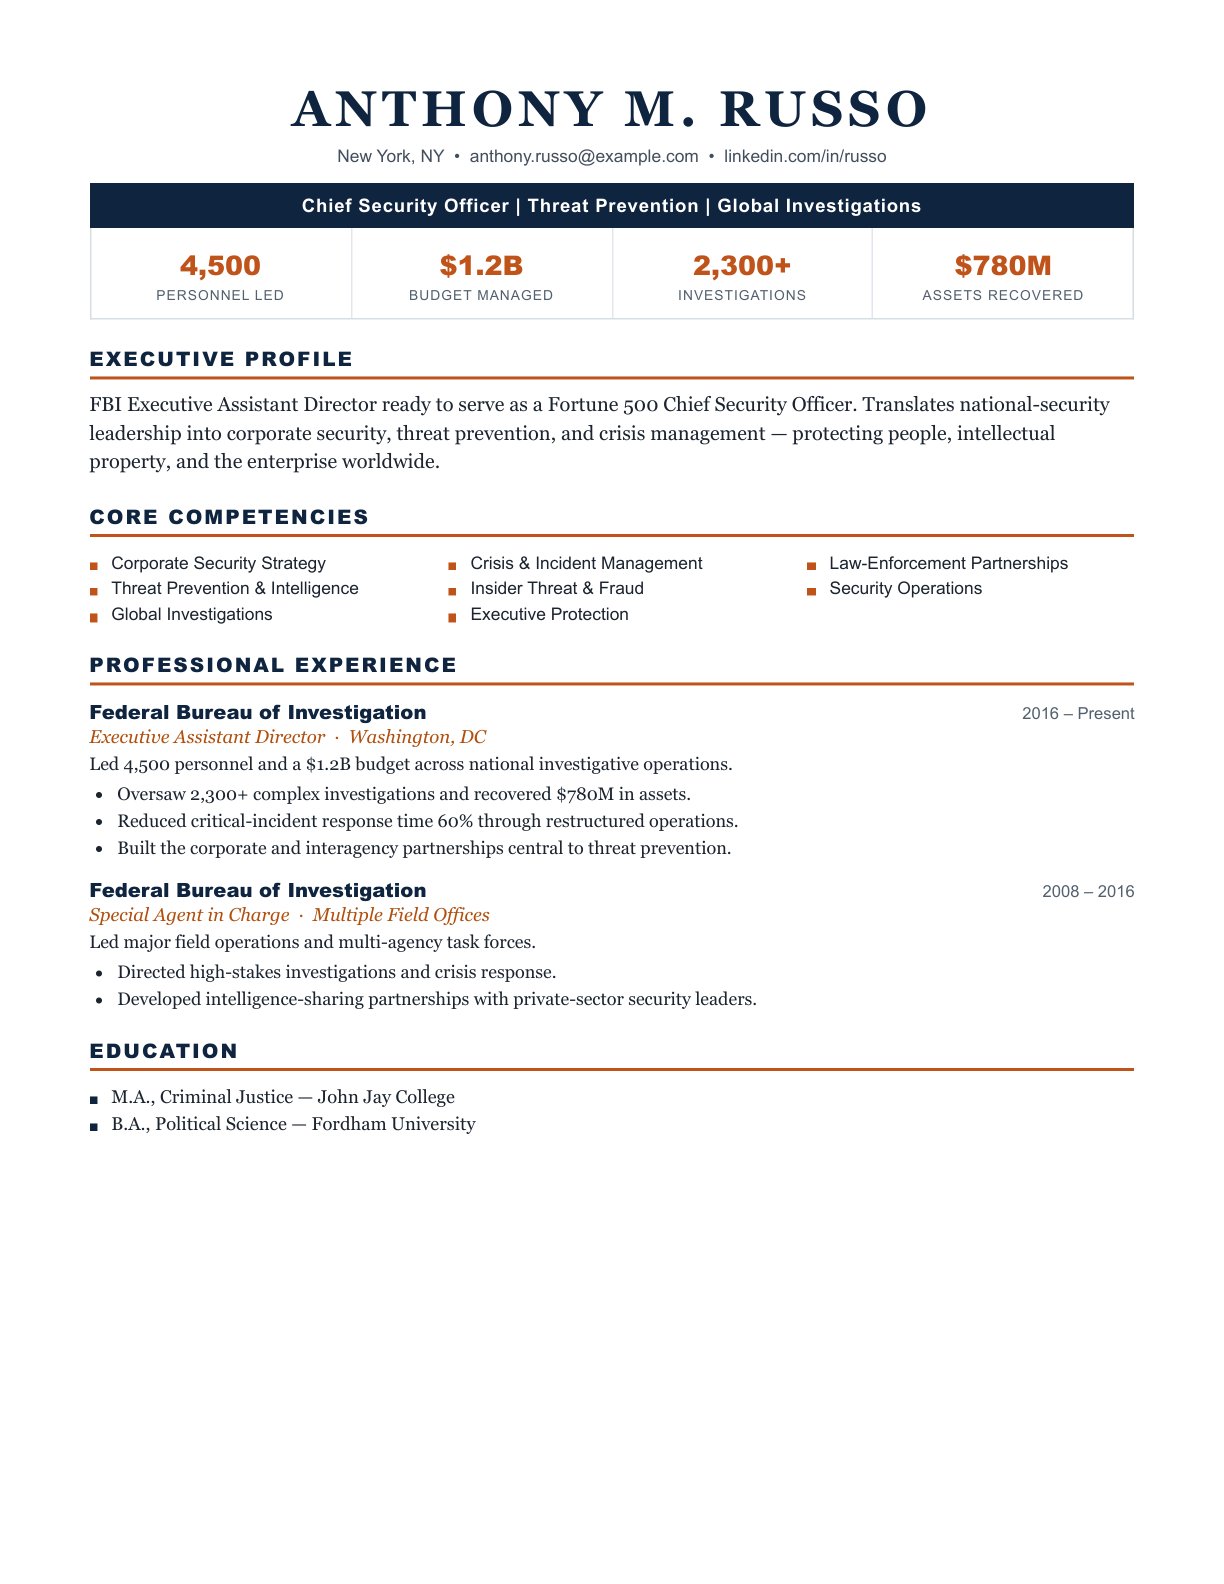 ANTHONY M. RUSSO
New York, NY • anthony.russo@example.com • linkedin.com/in/russo
Chief Security Officer | Threat Prevention | Global Investigations
4,500 $1.2B 2,300+ $780M
PERSONNEL LED BUDGET MANAGED INVESTIGATIONS ASSETS RECOVERED
EXECUTIVE PROFILE
FBI Executive Assistant Director ready to serve as a Fortune 500 Chief Security Officer. Translates national-security
leadership into corporate security, threat prevention, and crisis management — protecting people, intellectual
property, and the enterprise worldwide.
CORE COMPETENCIES
▪ Corporate Security Strategy ▪ Crisis & Incident Management ▪ Law-Enforcement Partnerships
▪ Threat Prevention & Intelligence ▪ Insider Threat & Fraud ▪ Security Operations
▪ Global Investigations ▪ Executive Protection
PROFESSIONAL EXPERIENCE
Federal Bureau of Investigation 2016 – Present
Executive Assistant Director · Washington, DC
Led 4,500 personnel and a $1.2B budget across national investigative operations.
• Oversaw 2,300+ complex investigations and recovered $780M in assets.
• Reduced critical-incident response time 60% through restructured operations.
• Built the corporate and interagency partnerships central to threat prevention.
Federal Bureau of Investigation 2008 – 2016
Special Agent in Charge · Multiple Field Offices
Led major field operations and multi-agency task forces.
• Directed high-stakes investigations and crisis response.
• Developed intelligence-sharing partnerships with private-sector security leaders.
EDUCATION
▪ M.A., Criminal Justice — John Jay College
▪ B.A., Political Science — Fordham University